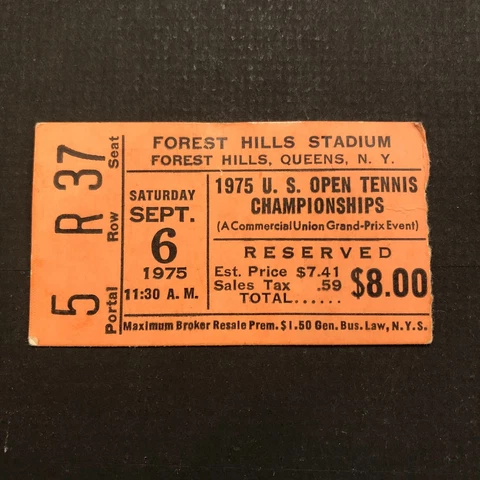 5 R 37
Portal Row Seat
FOREST HILLS STADIUM
FOREST HILLS, QUEENS, N. Y.
SATURDAY
SEPT.
6
1975
11:30 A. M.
1975 U. S. OPEN TENNIS
CHAMPIONSHIPS
(A Commercial Union Grand-Prix Event)
RESERVED
Est. Price $7.41
Sales Tax .59
TOTAL...... $8.00
Maximum Broker Resale Prem. $1.50 Gen. Bus. Law, N.Y.S.